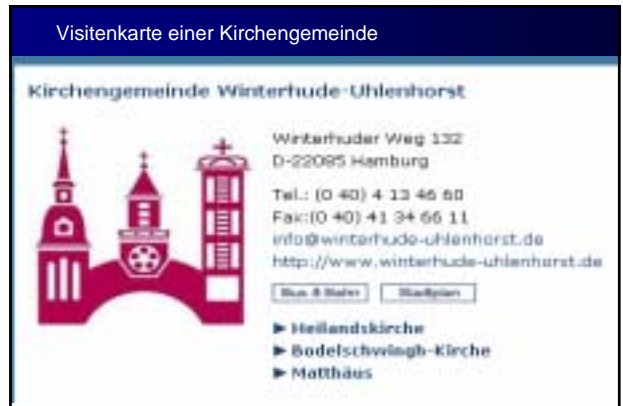 Visitenkarte einer Kirchengemeinde
Kirchengemeinde Winterhude-Uhlenhorst
Winterhuder Weg 132
D-22085 Hamburg
Tel.: (0 40) 4 13 46 60
Fax:(0 40) 41 34 66 11
info@winterhude-uhlenhorst.de
http://www.winterhude-uhlenhorst.de
Bus & Bahn Stadtplan
► Heilandskirche
► Bodelschwingh-Kirche
► Matthäus